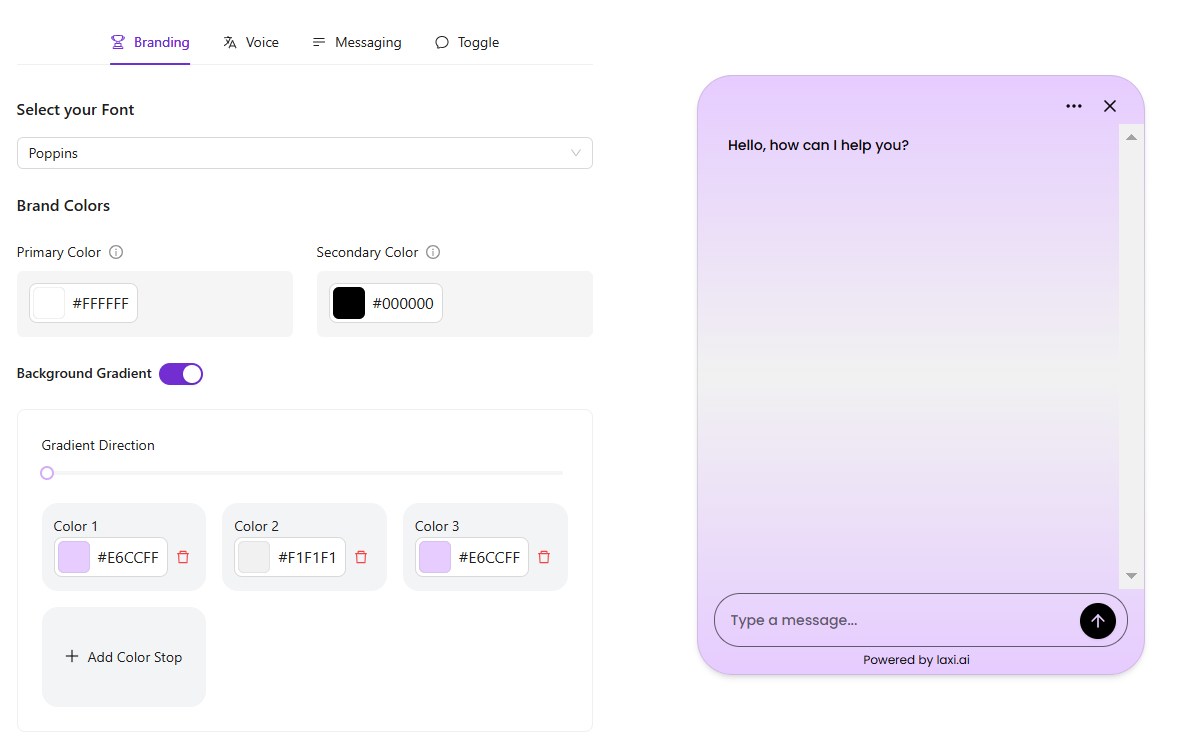 Branding Voice Messaging Toggle
Select your Font
Poppins
Brand Colors
Primary Color Secondary Color
#FFFFFF #000000
Background Gradient
Gradient Direction
Color 1 Color 2 Color 3
#E6CCFF #F1F1F1 #E6CCFF
Add Color Stop
Hello, how can I help you?
Type a message...
Powered by laxi.ai